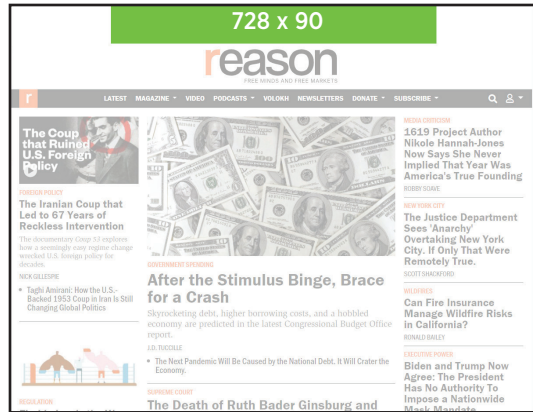 728 x 90
reason
FREE MINDS AND FREE MARKETS
r
LATEST MAGAZINE VIDEO PODCASTS VOLOKH NEWSLETTERS DONATE SUBSCRIBE
The Coup
that Ruined
U.S. Foreign
Policy
FOREIGN POLICY
The Iranian Coup that
Led to 67 Years of
Reckless Intervention
The documentary Coup 53 explores
how a seemingly easy regime change
wrecked U.S. foreign policy for
decades.
NICK GILLESPIE
• Taghi Amirani: How the U.S.-
Backed 1953 Coup in Iran Is Still
Changing Global Politics
REGULATION
GOVERNMENT SPENDING
After the Stimulus Binge, Brace
for a Crash
Skyrocketing debt, higher borrowing costs, and a hobbled
economy are predicted in the latest Congressional Budget Office
report.
J.D. TUCCILLE
• The Next Pandemic Will Be Caused by the National Debt. It Will Crater the
Economy.
SUPREME COURT
The Death of Ruth Bader Ginsburg and
MEDIA CRITICISM
1619 Project Author
Nikole Hannah-Jones
Now Says She Never
Implied That Year Was
America's True Founding
ROBBY SOAVE
NEW YORK CITY
The Justice Department
Sees 'Anarchy'
Overtaking New York
City. If Only That Were
Remotely True.
SCOTT SHACKFORD
WILDFIRES
Can Fire Insurance
Manage Wildfire Risks
in California?
RONALD BAILEY
EXECUTIVE POWER
Biden and Trump Now
Agree: The President
Has No Authority To
Impose a Nationwide
Mask Mandate